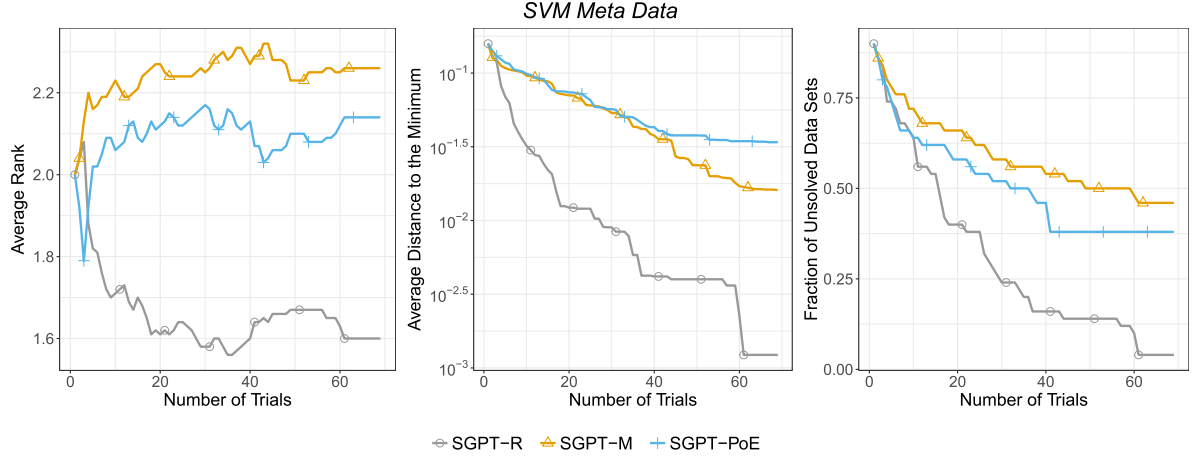 SVM Meta Data
Average Rank
2.2
2.0
1.8
1.6
0 20 40 60
Number of Trials
Average Distance to the Minimum
10^−1
10^−1.5
10^−2
10^−2.5
10^−3
0 20 40 60
Number of Trials
Fraction of Unsolved Data Sets
0.75
0.50
0.25
0.00
0 20 40 60
Number of Trials
SGPT−R SGPT−M SGPT−PoE